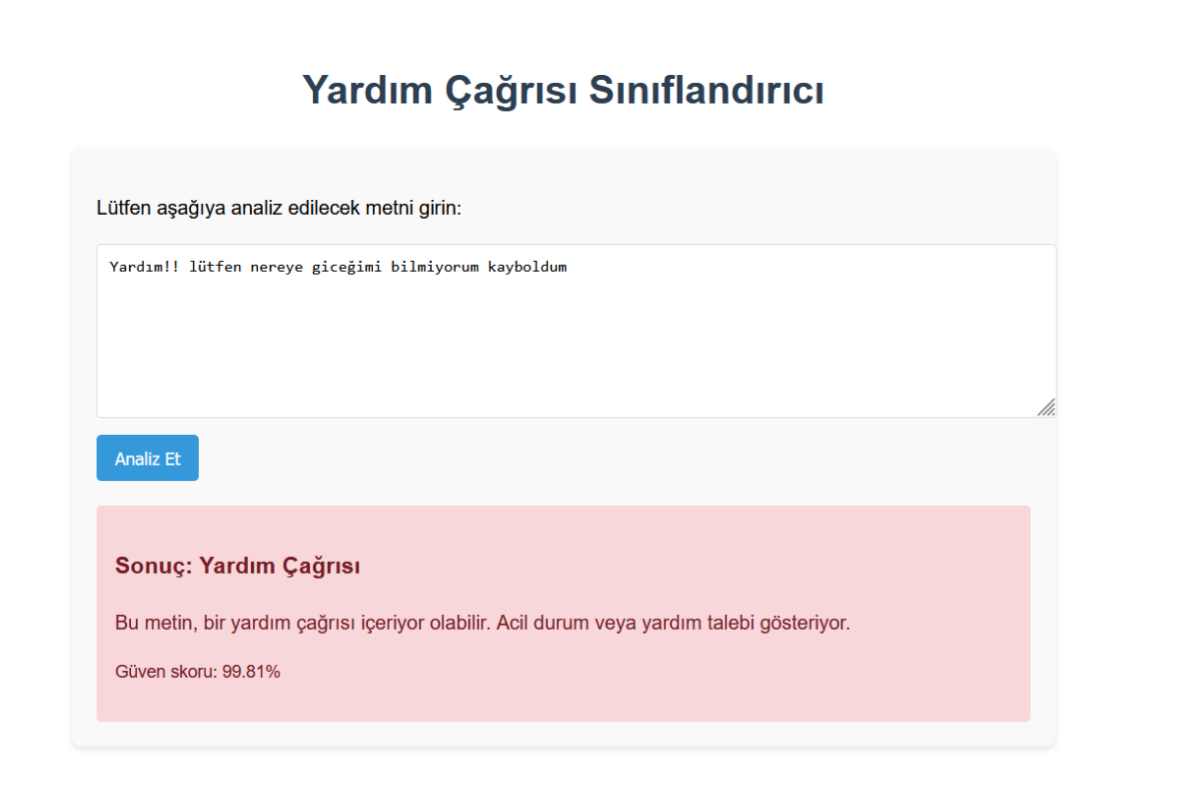 Yardım Çağrısı Sınıflandırıcı
Lütfen aşağıya analiz edilecek metni girin:
Yardım!! lütfen nereye giceğimi bilmiyorum kayboldum
Analiz Et
Sonuç: Yardım Çağrısı
Bu metin, bir yardım çağrısı içeriyor olabilir. Acil durum veya yardım talebi gösteriyor.
Güven skoru: 99.81%